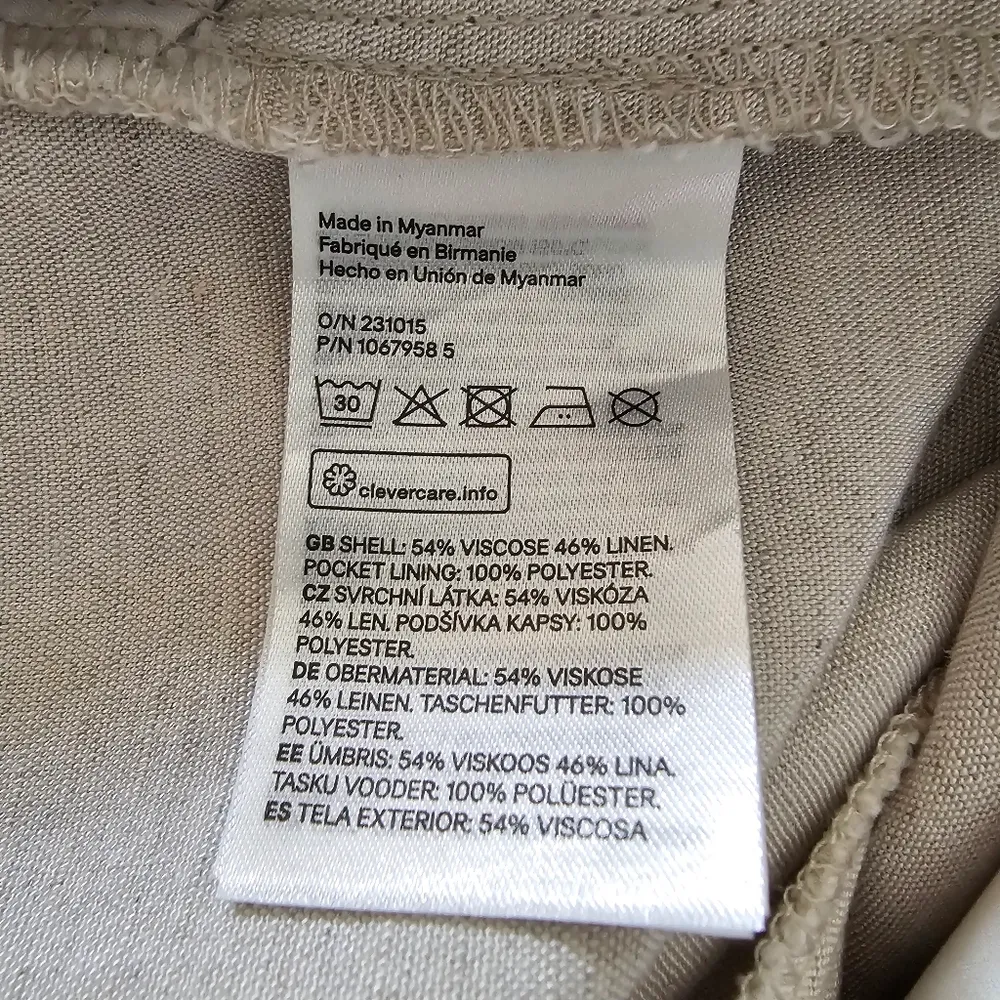 Made in Myanmar
Fabriqué en Birmanie
Hecho en Unión de Myanmar
O/N 231015
P/N 1067958 5
30
clevercare.info
GB SHELL: 54% VISCOSE 46% LINEN.
POCKET LINING: 100% POLYESTER.
CZ SVRCHNÍ LÁTKA: 54% VISKÓZA
46% LEN. PODŠÍVKA KAPSY: 100%
POLYESTER.
DE OBERMATERIAL: 54% VISKOSE
46% LEINEN. TASCHENFUTTER: 100%
POLYESTER.
EE ÜMBRIS: 54% VISKOOS 46% LINA.
TASKU VOODER: 100% POLÜESTER.
ES TELA EXTERIOR: 54% VISCOSA